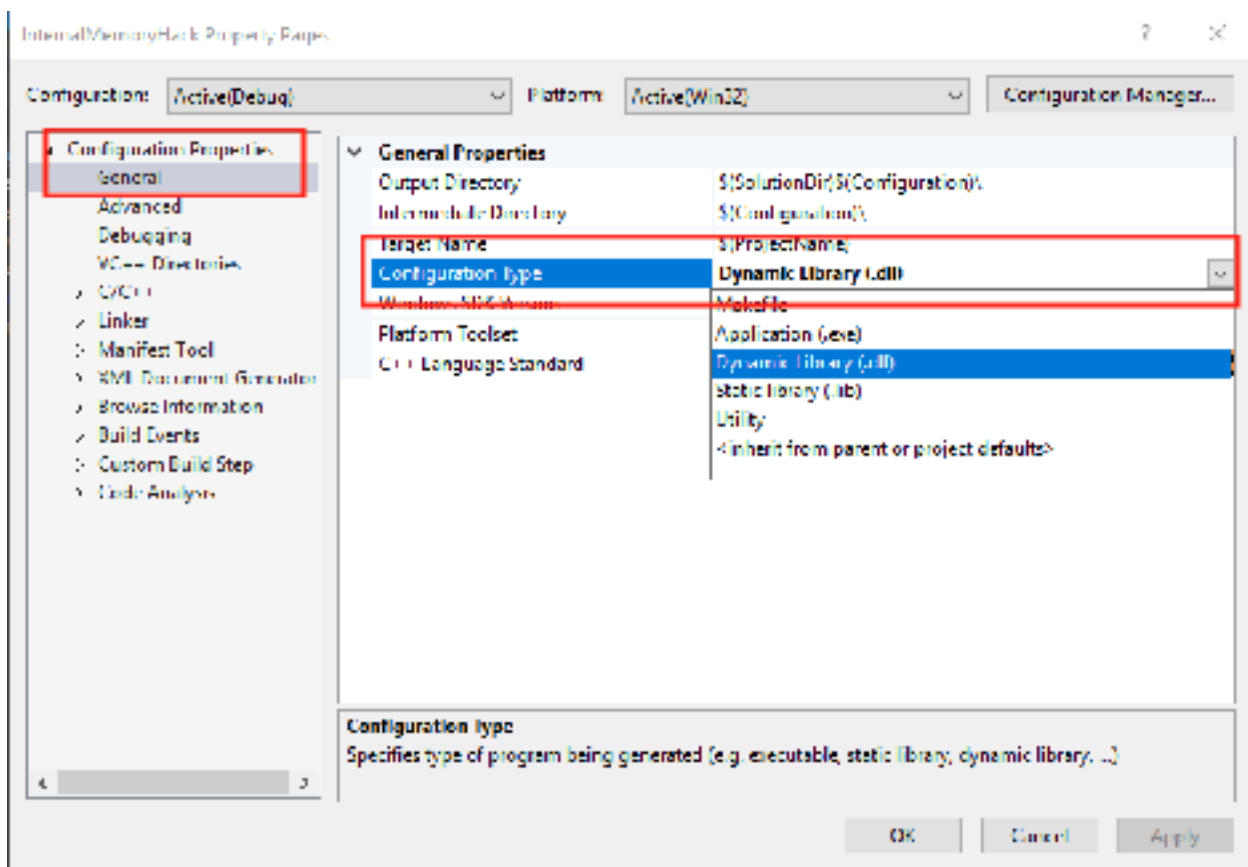 InternalMemoryHack Property Pages
? ×
Configuration: Active(Debug) Platform: Active(Win32) Configuration Manager...
Configuration Properties
General
Advanced
Debugging
VC++ Directories
C/C++
Linker
Manifest Tool
XML Document Generator
Browse Information
Build Events
Custom Build Step
Code Analysis
General Properties
Output Directory $(SolutionDir)$(Configuration)\
Intermediate Directory $(Configuration)\
Target Name $(ProjectName)
Configuration Type Dynamic Library (.dll)
Windows SDK Version
Platform Toolset
C++ Language Standard
Makefile
Application (.exe)
Dynamic Library (.dll)
Static library (.lib)
Utility
<inherit from parent or project defaults>
Configuration Type
Specifies type of program being generated (e.g. executable, static library, dynamic library, ...)
OK Cancel Apply